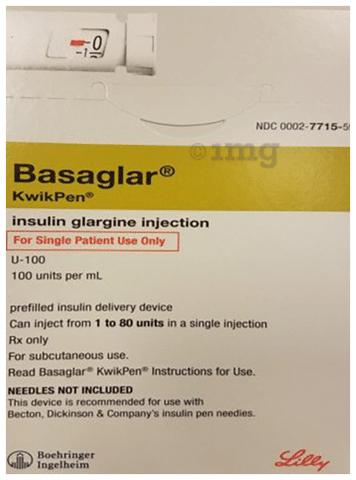 0
-1
NDC 0002-7715-5
©1mg
Basaglar®
KwikPen®
insulin glargine injection
For Single Patient Use Only
U-100
100 units per mL
prefilled insulin delivery device
Can inject from 1 to 80 units in a single injection
Rx only
For subcutaneous use.
Read Basaglar® KwikPen® Instructions for Use.
NEEDLES NOT INCLUDED
This device is recommended for use with
Becton, Dickinson & Company's insulin pen needles.
Boehringer
Ingelheim
Lilly